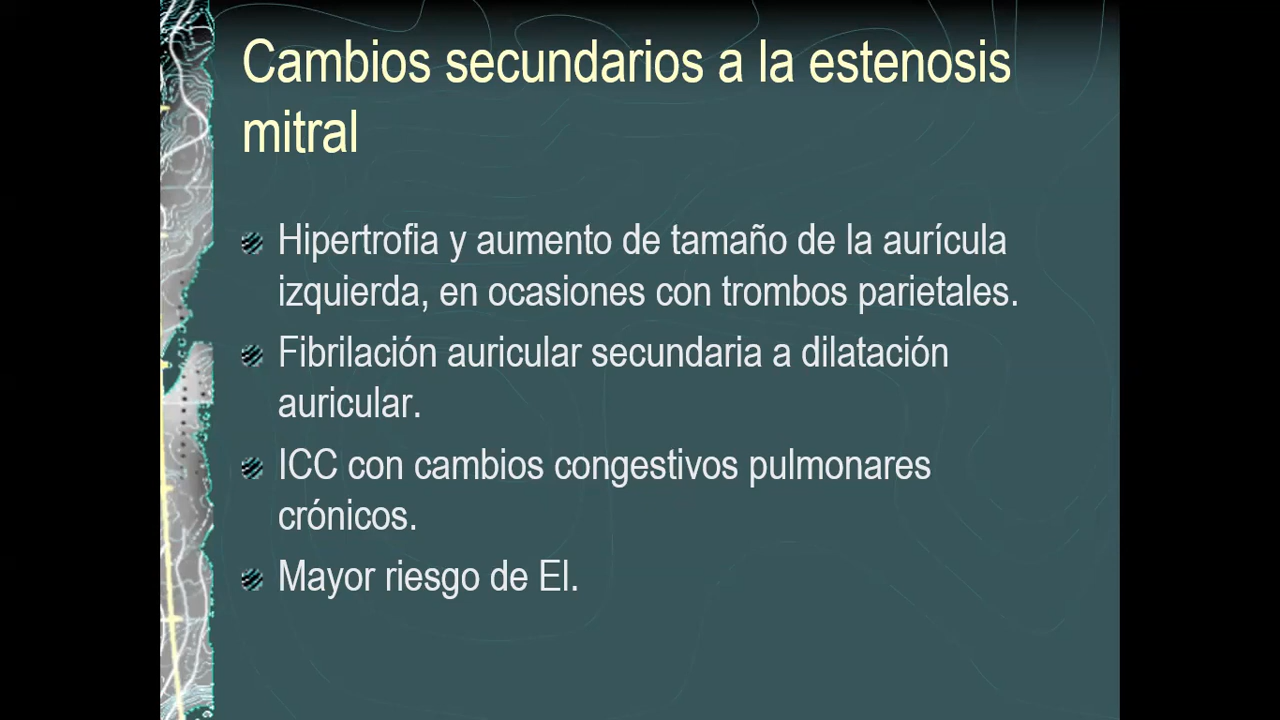 Cambios secundarios a la estenosis
mitral
Hipertrofia y aumento de tamaño de la aurícula
izquierda, en ocasiones con trombos parietales.
Fibrilación auricular secundaria a dilatación
auricular.
ICC con cambios congestivos pulmonares
crónicos.
Mayor riesgo de EI.